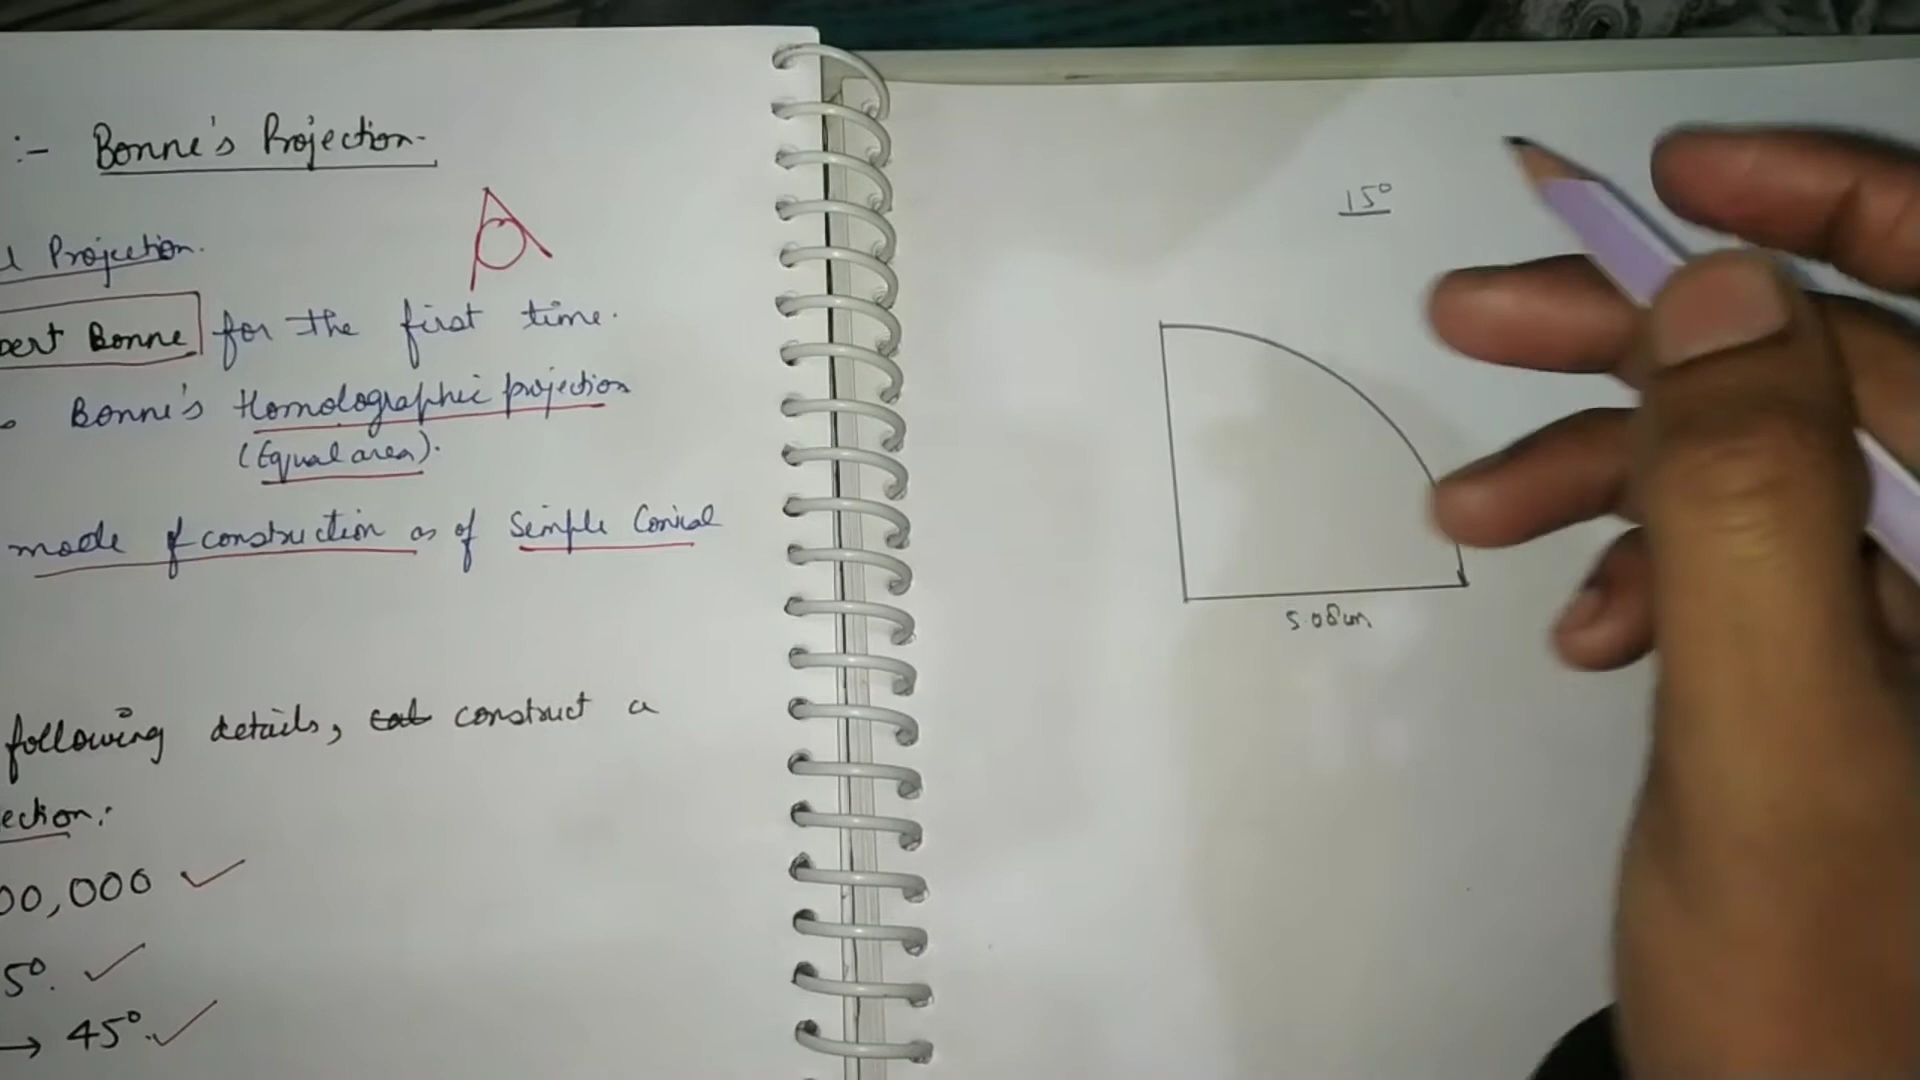 :- Bonne's Projection.
l Projection.
bert Bonne for the first time.
o Bonne's Homolographic projection
(Equal area).
mode of construction as of Simple Conical
following details, construct a
ection:
00,000 ✓
5°. ✓
→ 45°. ✓
15°
5.08cm